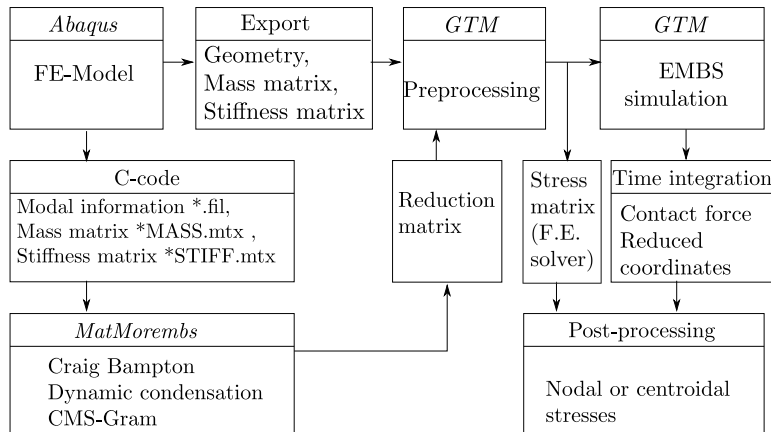 Abaqus
FE-Model
Export
Geometry,
Mass matrix,
Stiffness matrix
GTM
Preprocessing
GTM
EMBS
simulation
C-code
Modal information *.fil,
Mass matrix *MASS.mtx ,
Stiffness matrix *STIFF.mtx
Reduction
matrix
Stress
matrix
(F.E.
solver)
Time integration
Contact force
Reduced
coordinates
MatMorembs
Craig Bampton
Dynamic condensation
CMS-Gram
Post-processing
Nodal or centroidal
stresses